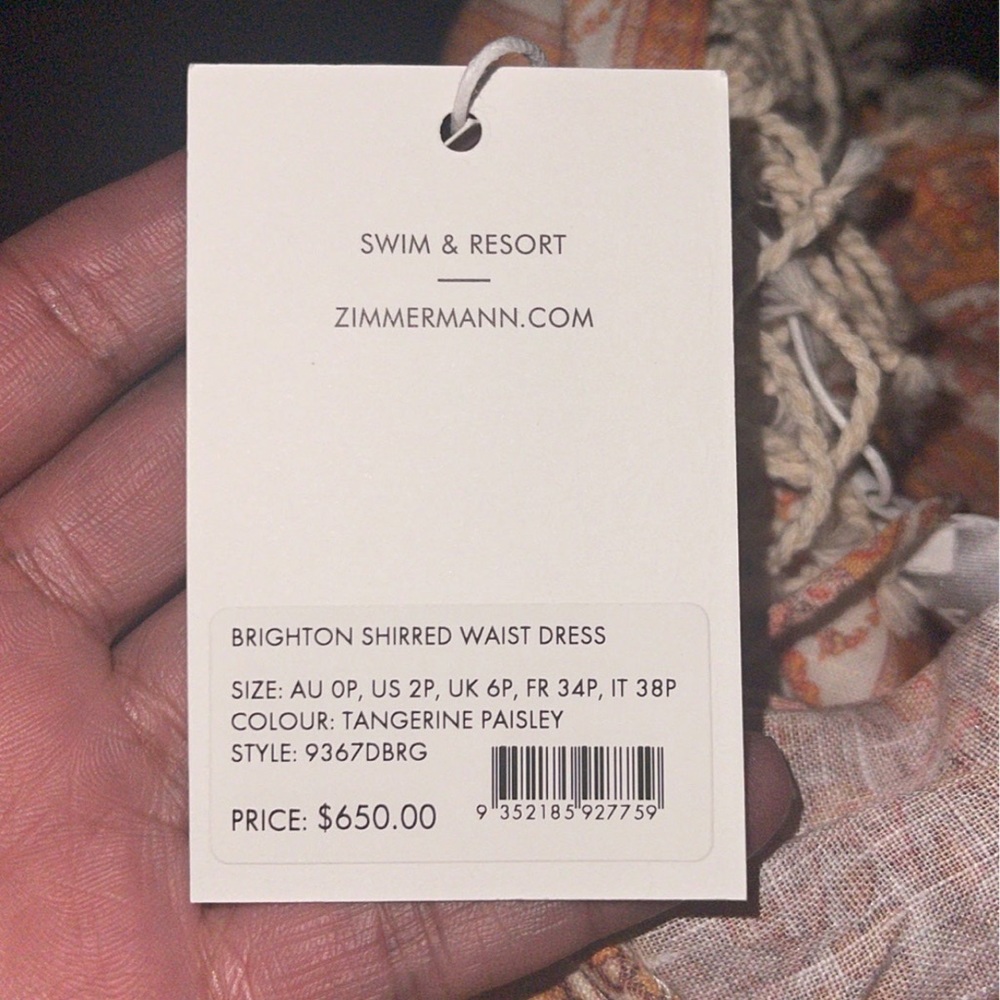 SWIM & RESORT
ZIMMERMANN.COM
BRIGHTON SHIRRED WAIST DRESS
SIZE: AU 0P, US 2P, UK 6P, FR 34P, IT 38P
COLOUR: TANGERINE PAISLEY
STYLE: 9367DBRG
PRICE: $650.00
9 352185 927759